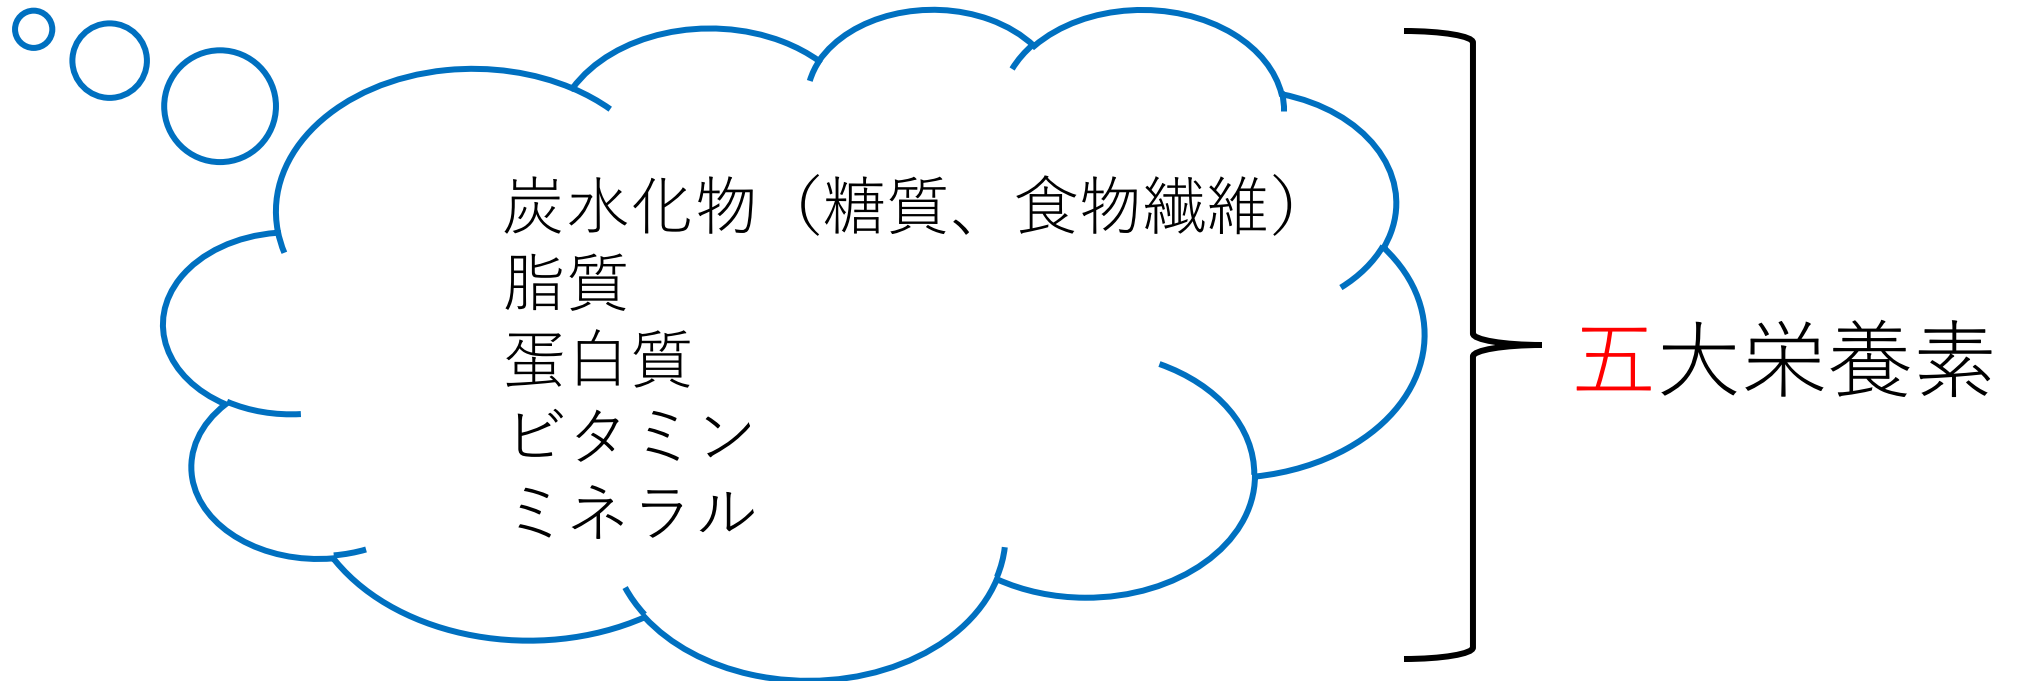 炭水化物（糖質、食物繊維）
脂質
蛋白質
ビタミン
ミネラル
五大栄養素